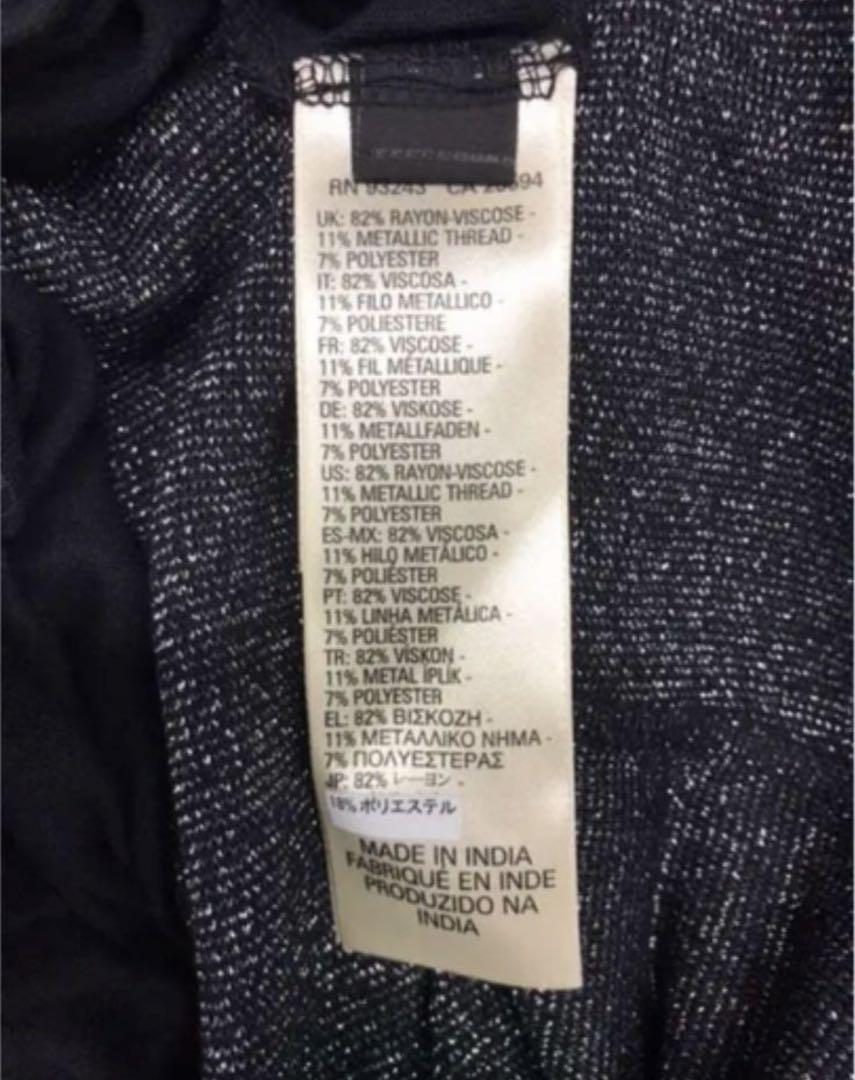 RN 93243 CA
UK: 82% RAYON-VISCOSE -
11% METALLIC THREAD -
7% POLYESTER
IT: 82% VISCOSA -
11% FILO METALLICO -
7% POLIESTERE
FR: 82% VISCOSE -
11% FIL MÉTALLIQUE -
7% POLYESTER
DE: 82% VISKOSE -
11% METALLFADEN -
7% POLYESTER
US: 82% RAYON-VISCOSE -
11% METALLIC THREAD -
7% POLYESTER
ES-MX: 82% VISCOSA -
11% HILO METÁLICO -
7% POLIÉSTER
PT: 82% VISCOSE -
11% LINHA METÁLICA -
7% POLIÉSTER
TR: 82% VİSKON -
11% METAL İPLİK -
7% POLYESTER
EL: 82% ΒΙΣΚΟΖΗ -
11% ΜΕΤΑΛΛΙΚΟ ΝΗΜΑ -
7% ΠΟΛΥΕΣΤΕΡΑΣ
JP: 82% レーヨン -
18% ポリエステル
MADE IN INDIA
FABRIQUÉ EN INDE
PRODUZIDO NA
INDIA